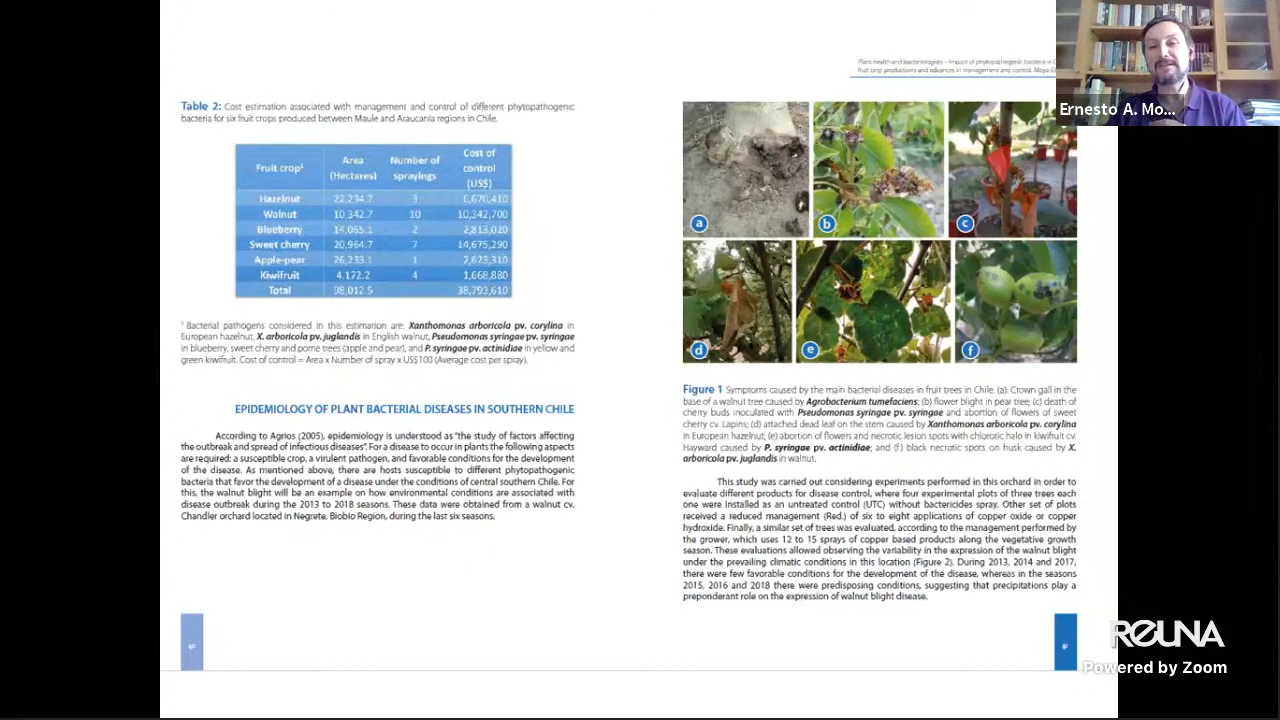 Plant health and bacteriologies – Impact of phytopathogenic bacteria in
fruit crop productions and advances in management and control.
Ernesto A. Mo...
Table 2: Cost estimation associated with management and control of different phytopathogenic
bacteria for six fruit crops produced between Maule and Araucania regions in Chile.
Fruit crop¹ Area (Hectares) Number of sprayings Cost of control (US$)
Hazelnut 22,234.7 3 6,670,410
Walnut 10,342.7 10 10,342,700
Blueberry 14,065.1 2 2,813,020
Sweet cherry 20,964.7 7 14,675,290
Apple-pear 26,233.1 1 2,623,310
Kiwifruit 4,172.2 4 1,668,880
Total 98,012.5 38,793,610
¹ Bacterial pathogens considered in this estimation are: Xanthomonas arboricola pv. corylina in
European hazelnut, X. arboricola pv. juglandis in English walnut, Pseudomonas syringae pv. syringae
in blueberry, sweet cherry and pome trees (apple and pear), and P. syringae pv. actinidiae in yellow and
green kiwifruit. Cost of control = Area x Number of spray x US$100 (Average cost per spray).
EPIDEMIOLOGY OF PLANT BACTERIAL DISEASES IN SOUTHERN CHILE
According to Agrios (2005), epidemiology is understood as "the study of factors affecting
the outbreak and spread of infectious diseases". For a disease to occur in plants the following aspects
are required: a susceptible crop, a virulent pathogen, and favorable conditions for the development
of the disease. As mentioned above, there are hosts susceptible to different phytopathogenic
bacteria that favor the development of a disease under the conditions of central southern Chile. For
this, the walnut blight will be an example on how environmental conditions are associated with
disease outbreak during the 2013 to 2018 seasons. These data were obtained from a walnut cv.
Chandler orchard located in Negrete, Biobio Region, during the last six seasons.
40
a
b
c
d
e
f
Figure 1 Symptoms caused by the main bacterial diseases in fruit trees in Chile. (a): Crown gall in the
base of a walnut tree caused by Agrobacterium tumefaciens; (b) flower blight in pear tree; (c) death of
cherry buds inoculated with Pseudomonas syringae pv. syringae and abortion of flowers of sweet
cherry cv. Lapins; (d) attached dead leaf on the stem caused by Xanthomonas arboricola pv. corylina
in European hazelnut; (e) abortion of flowers and necrotic lesion spots with chlorotic halo in kiwifruit cv.
Hayward caused by P. syringae pv. actinidiae; and (f) black necrotic spots on husk caused by X.
arboricola pv. juglandis in walnut.
This study was carried out considering experiments performed in this orchard in order to
evaluate different products for disease control, where four experimental plots of three trees each
one were installed as an untreated control (UTC) without bactericides spray. Other set of plots
received a reduced management (Red.) of six to eight applications of copper oxide or copper
hydroxide. Finally, a similar set of trees was evaluated, according to the management performed by
the grower, which uses 12 to 15 sprays of copper based products along the vegetative growth
season. These evaluations allowed observing the variability in the expression of the walnut blight
under the prevailing climatic conditions in this location (Figure 2). During 2013, 2014 and 2017,
there were few favorable conditions for the development of the disease, whereas in the seasons
2015, 2016 and 2018 there were predisposing conditions, suggesting that precipitations play a
preponderant role on the expression of walnut blight disease.
REUNA
Powered by Zoom